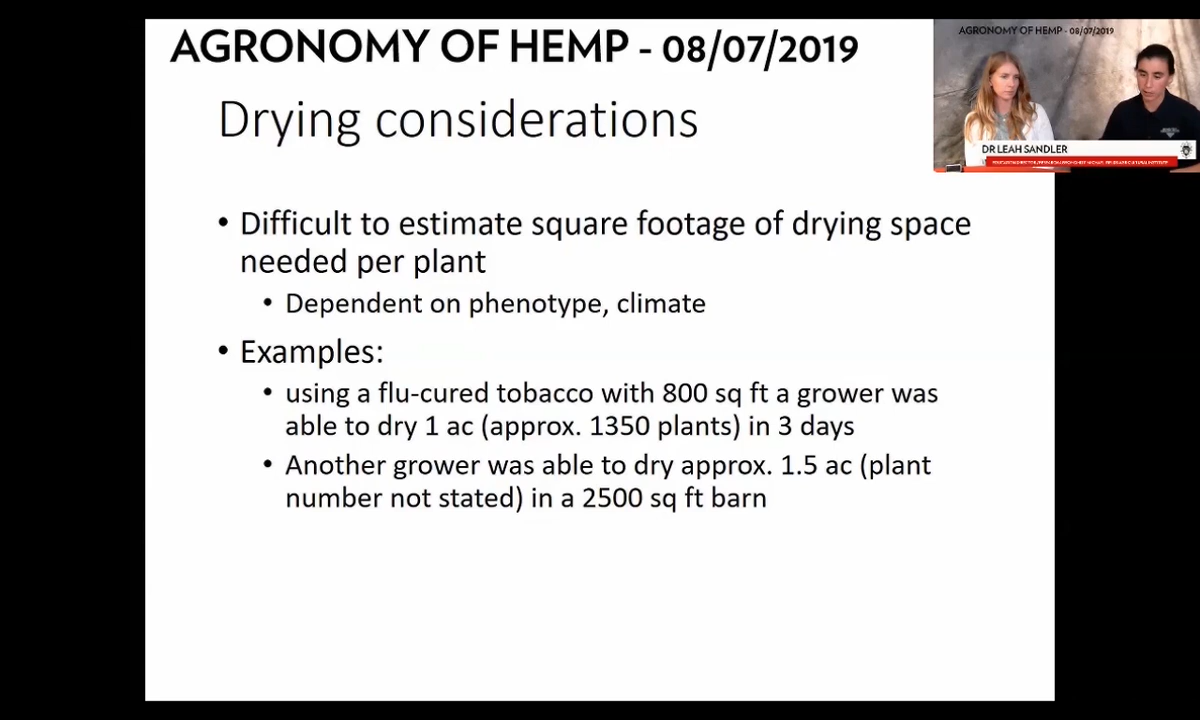 AGRONOMY OF HEMP - 08/07/2019
AGRONOMY OF HEMP - 08/07/2019
Drying considerations
DR LEAH SANDLER
• Difficult to estimate square footage of drying space
needed per plant
• Dependent on phenotype, climate
• Examples:
• using a flu-cured tobacco with 800 sq ft a grower was
able to dry 1 ac (approx. 1350 plants) in 3 days
• Another grower was able to dry approx. 1.5 ac (plant
number not stated) in a 2500 sq ft barn